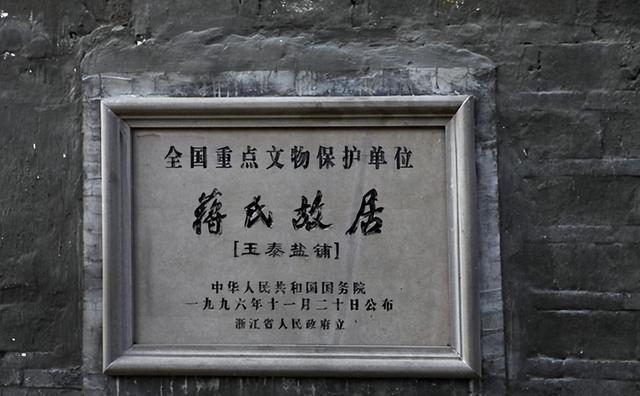 全国重点文物保护单位
蒋氏故居
[玉泰盐铺]
中华人民共和国国务院
一九九六年十一月二十日公布
浙江省人民政府立